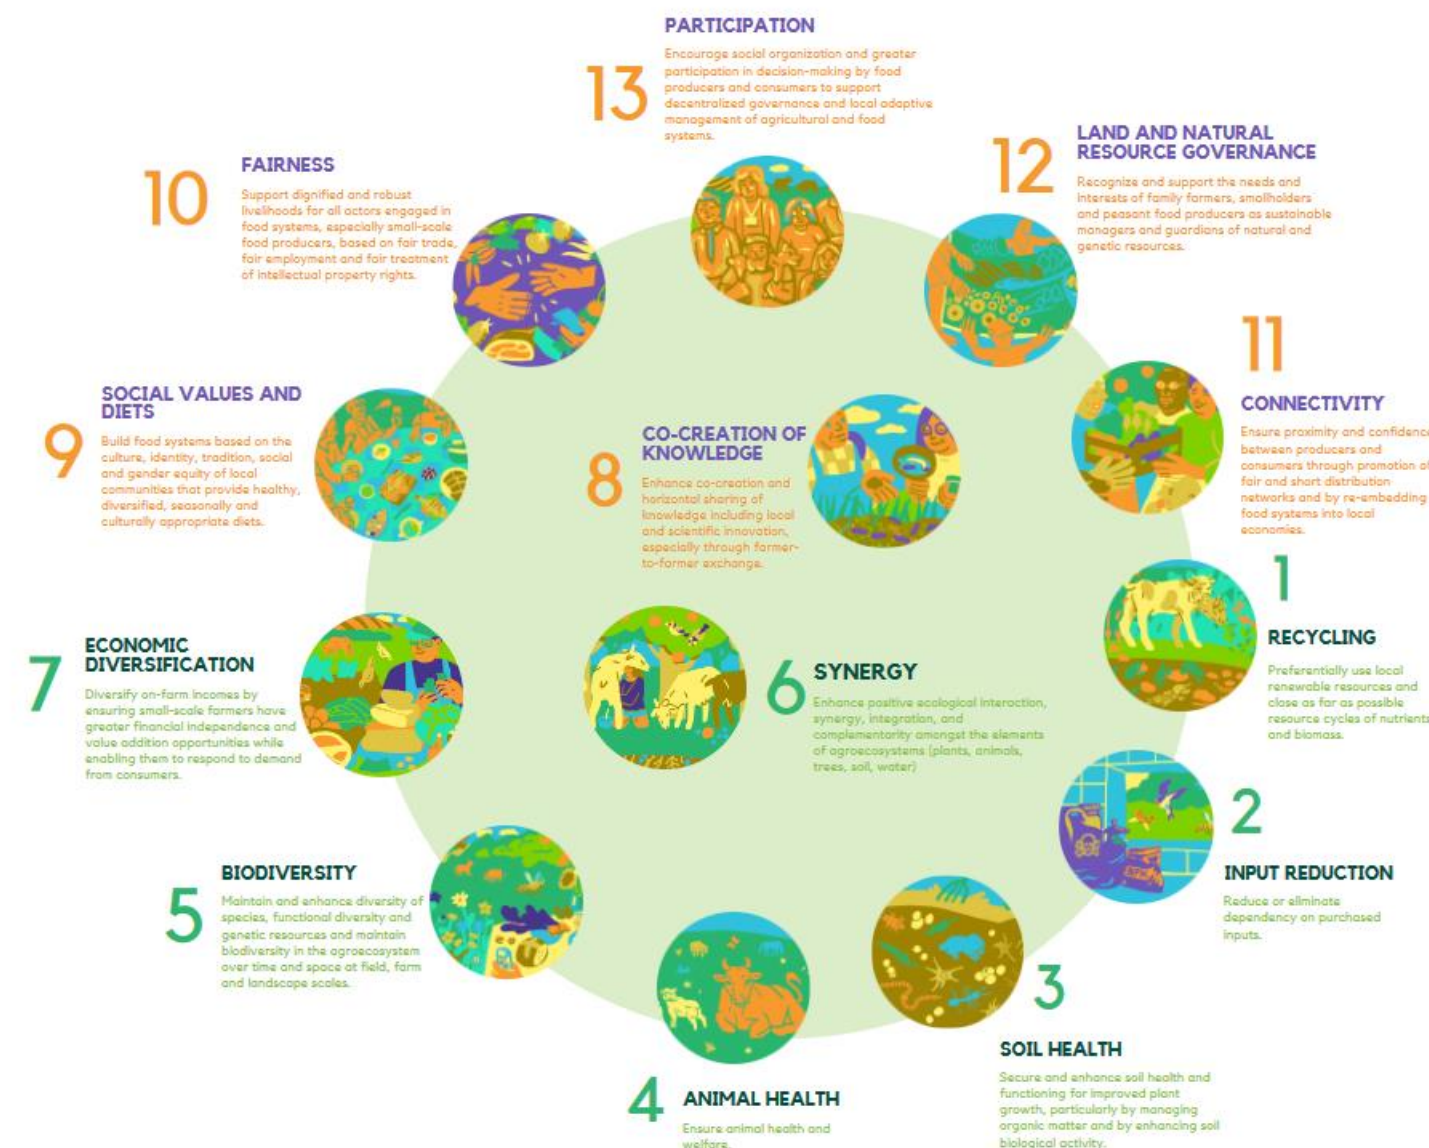 PARTICIPATION
13
Encourage social organization and greater
participation in decision-making by food
producers and consumers to support
decentralized governance and local adaptive
management of agricultural and food
systems.
12
LAND AND NATURAL
RESOURCE GOVERNANCE
Recognize and support the needs and
interests of family farmers, smallholders
and peasant food producers as sustainable
managers and guardians of natural and
genetic resources.
10
FAIRNESS
Support dignified and robust
livelihoods for all actors engaged in
food systems, especially small-scale
food producers, based on fair trade,
fair employment and fair treatment
of intellectual property rights.
11
CONNECTIVITY
Ensure proximity and confidence
between producers and
consumers through promotion of
fair and short distribution
networks and by re-embedding
food systems into local
economies.
9
SOCIAL VALUES AND
DIETS
Build food systems based on the
culture, identity, tradition, social
and gender equity of local
communities that provide healthy,
diversified, seasonally and
culturally appropriate diets.
8
CO-CREATION OF
KNOWLEDGE
Enhance co-creation and
horizontal sharing of
knowledge including local
and scientific innovation,
especially through farmer-
to-farmer exchange.
1
RECYCLING
Preferentially use local
renewable resources and
close as far as possible
resource cycles of nutrients
and biomass.
7
ECONOMIC
DIVERSIFICATION
Diversify on-farm incomes by
ensuring small-scale farmers have
greater financial independence and
value addition opportunities while
enabling them to respond to demand
from consumers.
6
SYNERGY
Enhance positive ecological interaction,
synergy, integration, and
complementarity amongst the elements
of agroecosystems (plants, animals,
trees, soil, water)
2
INPUT REDUCTION
Reduce or eliminate
dependency on purchased
inputs.
5
BIODIVERSITY
Maintain and enhance diversity of
species, functional diversity and
genetic resources and maintain
biodiversity in the agroecosystem
over time and space at field, farm
and landscape scales.
3
SOIL HEALTH
Secure and enhance soil health and
functioning for improved plant
growth, particularly by managing
organic matter and by enhancing soil
biological activity.
4
ANIMAL HEALTH
Ensure animal health and
welfare.